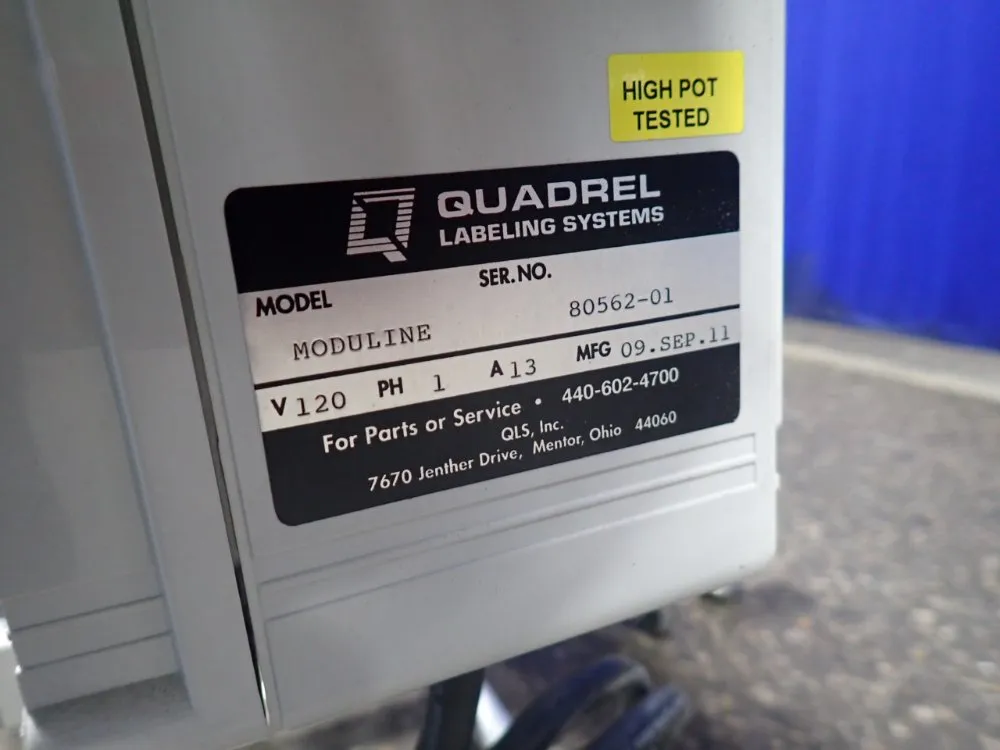 HIGH POT
TESTED
QUADREL
LABELING SYSTEMS
MODEL SER. NO.
MODULINE 80562-01
V 120 PH 1 A 13 MFG 09.SEP.11
For Parts or Service • 440-602-4700
QLS, Inc.
7670 Jenther Drive, Mentor, Ohio 44060